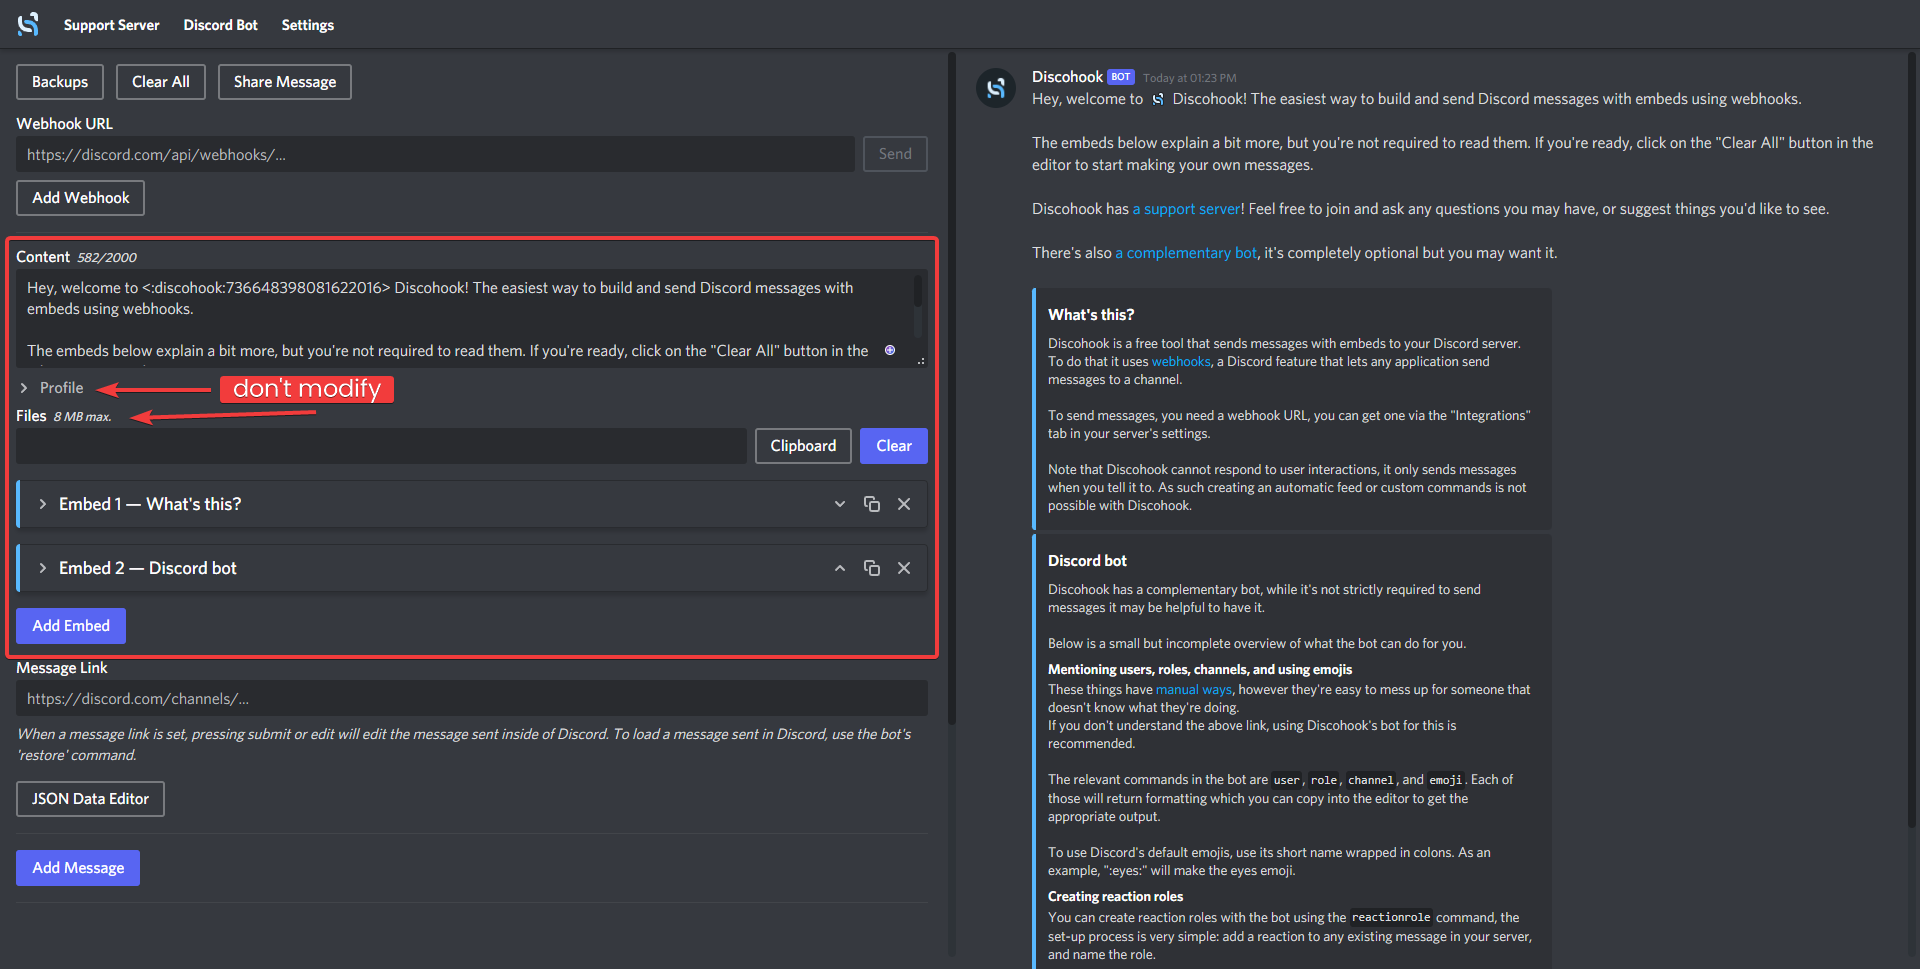 Support Server Discord Bot Settings
Backups Clear All Share Message
Webhook URL
https://discord.com/api/webhooks/... Send
Add Webhook
Content 582/2000
Hey, welcome to <:discohook:736648398081622016> Discohook! The easiest way to build and send Discord messages with
embeds using webhooks.
The embeds below explain a bit more, but you're not required to read them. If you're ready, click on the "Clear All" button in the
Profile don't modify
Files 8 MB max.
Clipboard Clear
Embed 1 — What's this?
Embed 2 — Discord bot
Add Embed
Message Link
https://discord.com/channels/...
When a message link is set, pressing submit or edit will edit the message sent inside of Discord. To load a message sent in Discord, use the bot's
'restore' command.
JSON Data Editor
Add Message
Discohook BOT Today at 01:23 PM
Hey, welcome to Discohook! The easiest way to build and send Discord messages with embeds using webhooks.
The embeds below explain a bit more, but you're not required to read them. If you're ready, click on the "Clear All" button in the
editor to start making your own messages.
Discohook has a support server! Feel free to join and ask any questions you may have, or suggest things you'd like to see.
There's also a complementary bot, it's completely optional but you may want it.
What's this?
Discohook is a free tool that sends messages with embeds to your Discord server.
To do that it uses webhooks, a Discord feature that lets any application send
messages to a channel.
To send messages, you need a webhook URL, you can get one via the "Integrations"
tab in your server's settings.
Note that Discohook cannot respond to user interactions, it only sends messages
when you tell it to. As such creating an automatic feed or custom commands is not
possible with Discohook.
Discord bot
Discohook has a complementary bot, while it's not strictly required to send
messages it may be helpful to have it.
Below is a small but incomplete overview of what the bot can do for you.
Mentioning users, roles, channels, and using emojis
These things have manual ways, however they're easy to mess up for someone that
doesn't know what they're doing.
If you don't understand the above link, using Discohook's bot for this is
recommended.
The relevant commands in the bot are user, role, channel, and emoji. Each of
those will return formatting which you can copy into the editor to get the
appropriate output.
To use Discord's default emojis, use its short name wrapped in colons. As an
example, ":eyes:" will make the eyes emoji.
Creating reaction roles
You can create reaction roles with the bot using the reactionrole command, the
set-up process is very simple: add a reaction to any existing message in your server,
and name the role.